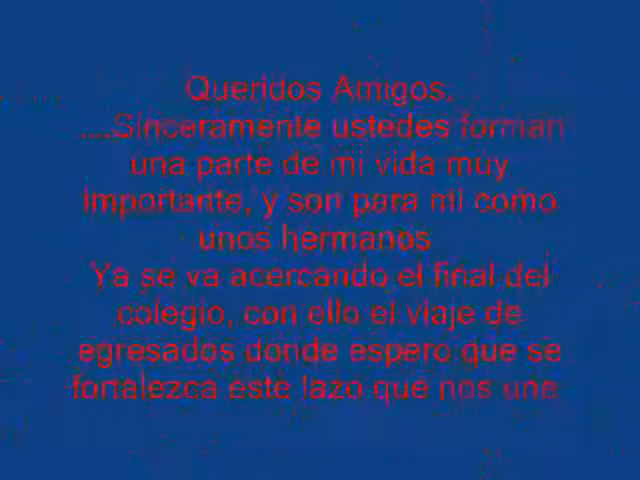 Queridos Amigos.
....Sinceramente ustedes forman
una parte de mi vida muy
importante, y son para mi como
unos hermanos
Ya se va acercando el final del
colegio, con ello el viaje de
egresados donde espero que se
fortalezca este lazo que nos une